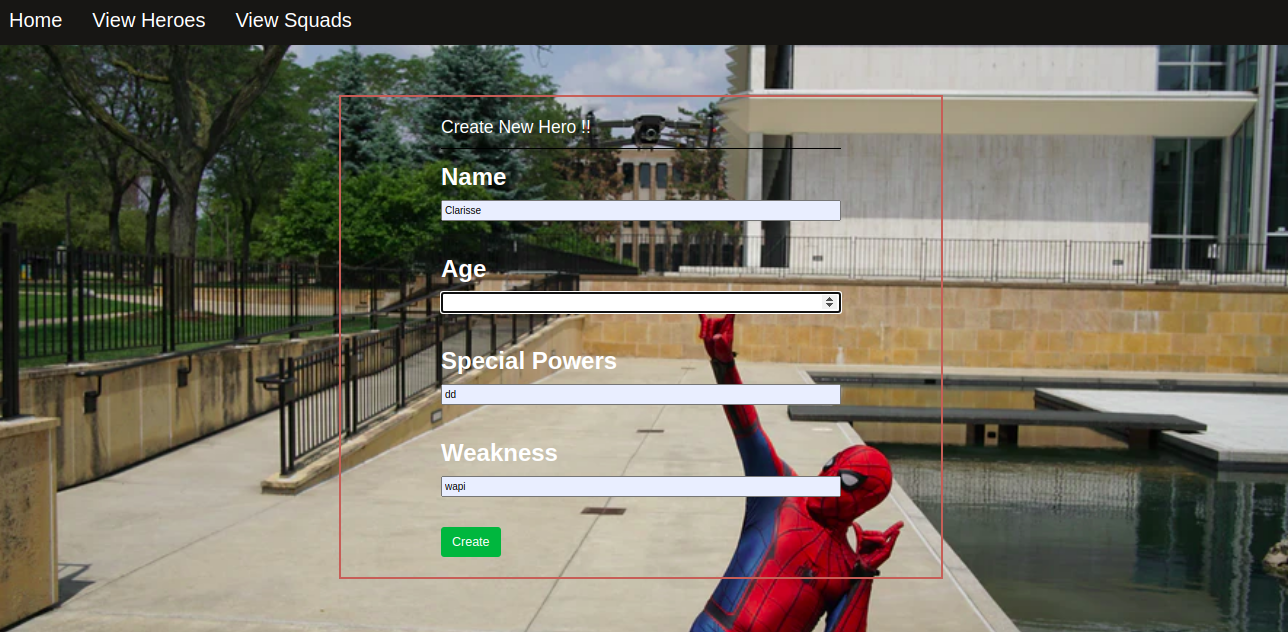 Home View Heroes View Squads
Create New Hero !!
Name
Clarisse
Age
Special Powers
dd
Weakness
wapi
Create